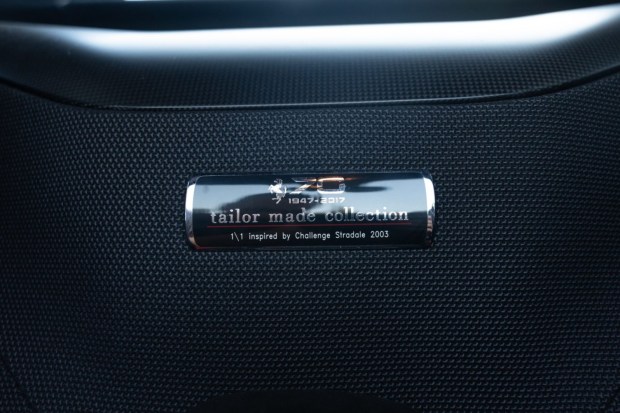 70
1947-2017
tailor made collection
1\1 inspired by Challenge Stradale 2003